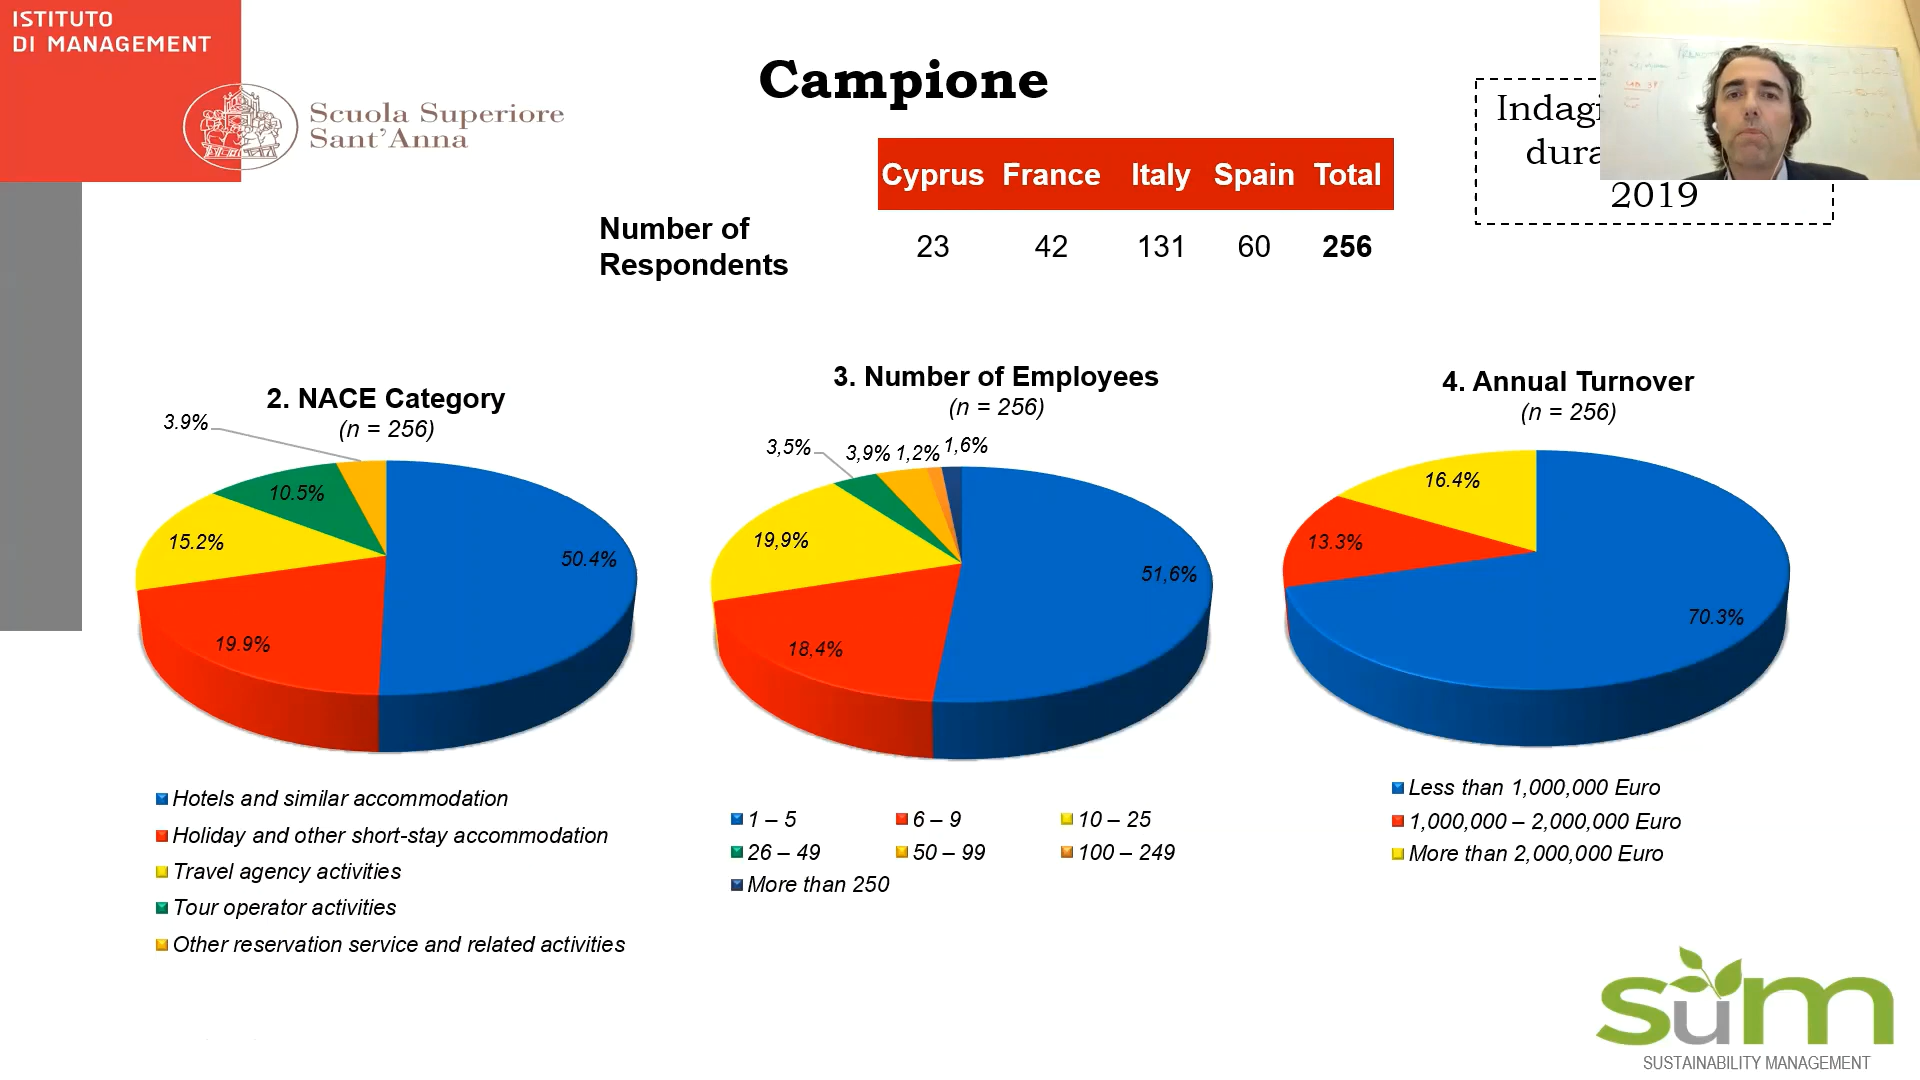 ISTITUTO
DI MANAGEMENT
Scuola Superiore
Sant'Anna
Campione
2019
Cyprus France Italy Spain Total
Number of
Respondents
23 42 131 60 256
2. NACE Category
(n = 256)
3.9%
10.5%
15.2%
50.4%
19.9%
Hotels and similar accommodation
Holiday and other short-stay accommodation
Travel agency activities
Tour operator activities
Other reservation service and related activities
3. Number of Employees
(n = 256)
3,5% 3,9% 1,2% 1,6%
19,9%
51,6%
18,4%
1 – 5 6 – 9 10 – 25
26 – 49 50 – 99 100 – 249
More than 250
4. Annual Turnover
(n = 256)
16.4%
13.3%
70.3%
Less than 1,000,000 Euro
1,000,000 – 2,000,000 Euro
More than 2,000,000 Euro
sum
SUSTAINABILITY MANAGEMENT